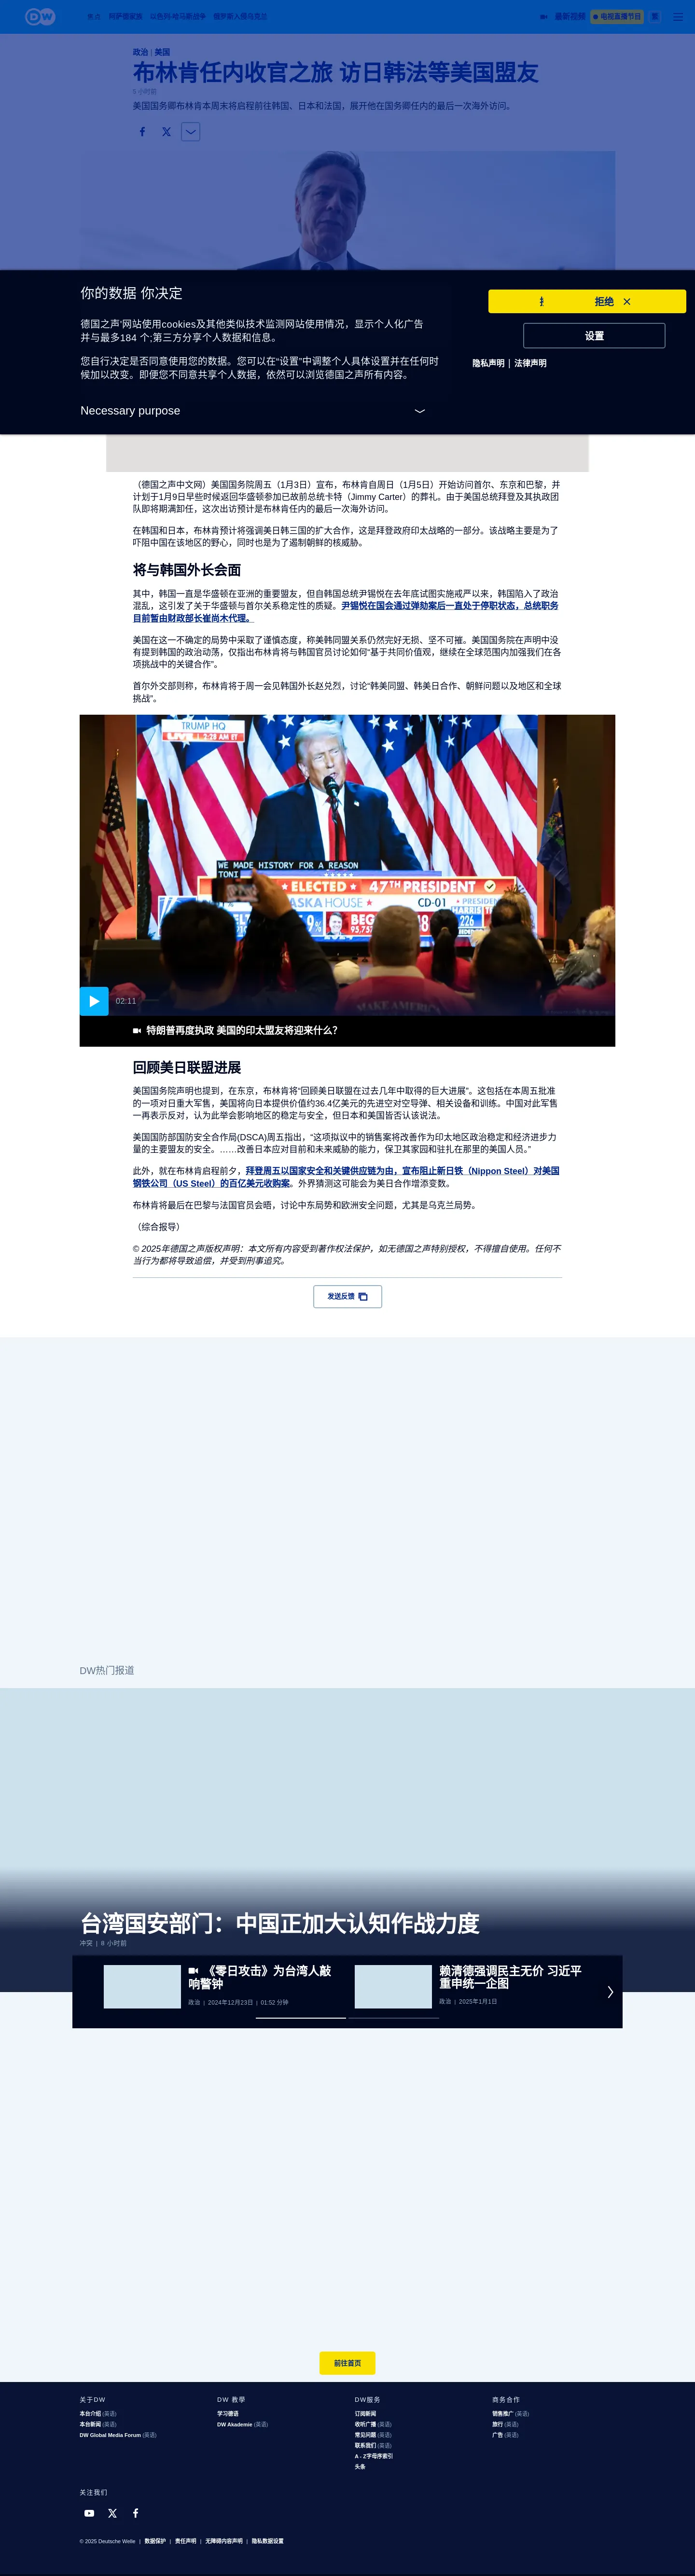 DW
焦点 阿萨德家族 以色列-哈马斯战争 俄罗斯入侵乌克兰 最新视频 电视直播节目 繁
政治 | 美国
布林肯任内收官之旅 访日韩法等美国盟友
小时前
美国国务卿布林肯本周末将启程前往韩国、日本和法国，展开他在国务卿任内的最后一次海外访问。
你的数据 你决定
德国之声'网站使用cookies及其他类似技术监测网站使用情况，显示个人化广告
并与最多184 个;第三方分享个人数据和信息。
您自行决定是否同意使用您的数据。您可以在“设置”中调整个人具体设置并在任何时
候加以改变。即便您不同意共享个人数据，依然可以浏览德国之声所有内容。
Necessary purpose
拒绝
设置
隐私声明 | 法律声明
（德国之声中文网）美国国务院周五（1月3日）宣布，布林肯自周日（1月5日）开始访问首尔、东京和巴黎，并
计划于1月9日早些时候返回华盛顿参加已故前总统卡特（Jimmy Carter）的葬礼。由于美国总统拜登及其执政团
队即将期满卸任，这次出访预计是布林肯任内的最后一次海外访问。
在韩国和日本，布林肯预计将强调美日韩三国的扩大合作，这是拜登政府印太战略的一部分。该战略主要是为了
吓阻中国在该地区的野心，同时也是为了遏制朝鲜的核威胁。
将与韩国外长会面
其中，韩国一直是华盛顿在亚洲的重要盟友，但自韩国总统尹锡悦在去年底试图实施戒严以来，韩国陷入了政治
混乱，这引发了关于华盛顿与首尔关系稳定性的质疑。尹锡悦在国会通过弹劾案后一直处于停职状态，总统职务
目前暂由财政部长崔尚木代理。
美国在这一不确定的局势中采取了谨慎态度，称美韩同盟关系仍然完好无损、坚不可摧。美国国务院在声明中没
有提到韩国的政治动荡，仅指出布林肯将与韩国官员讨论如何“基于共同价值观，继续在全球范围内加强我们在各
项挑战中的关键合作”。
首尔外交部则称，布林肯将于周一会见韩国外长赵兑烈，讨论“韩美同盟、韩美日合作、朝鲜问题以及地区和全球
挑战”。
TRUMP HQ
LIVE 2:28 AM ET
WE MADE HISTORY FOR A REASON
TONI
ELECTED 47TH PRESIDENT
ASKA HOUSE CD-01 PRESIDENT
HARRIS
226
MAKE AMERICA
02:11
特朗普再度执政 美国的印太盟友将迎来什么？
回顾美日联盟进展
美国国务院声明也提到，在东京，布林肯将“回顾美日联盟在过去几年中取得的巨大进展”。这包括在本周五批准
的一项对日重大军售，美国将向日本提供价值约36.4亿美元的先进空对空导弹、相关设备和训练。中国对此军售
一再表示反对，认为此举会影响地区的稳定与安全，但日本和美国皆否认该说法。
美国国防部国防安全合作局(DSCA)周五指出，“这项拟议中的销售案将改善作为印太地区政治稳定和经济进步力
量的主要盟友的安全。……改善日本应对目前和未来威胁的能力，保卫其家园和驻扎在那里的美国人员。”
此外，就在布林肯启程前夕，拜登周五以国家安全和关键供应链为由，宣布阻止新日铁（Nippon Steel）对美国
钢铁公司（US Steel）的百亿美元收购案。外界猜测这可能会为美日合作增添变数。
布林肯将最后在巴黎与法国官员会晤，讨论中东局势和欧洲安全问题，尤其是乌克兰局势。
（综合报导）
© 2025年德国之声版权声明：本文所有内容受到著作权法保护，如无德国之声特别授权，不得擅自使用。任何不
当行为都将导致追偿，并受到刑事追究。
发送反馈
DW热门报道
台湾国安部门：中国正加大认知作战力度
冲突 | 8 小时前
《零日攻击》为台湾人敲
响警钟
政治 | 2024年12月23日 | 01:52 分钟
赖清德强调民主无价 习近平
重申统一企图
政治 | 2025年1月1日
前往首页
关于DW
本台介绍 (英语)
本台新闻 (英语)
DW Global Media Forum (英语)
DW 教學
学习德语
DW Akademie (英语)
DW服务
订阅新闻
收听广播 (英语)
常见问题 (英语)
联系我们 (英语)
A - Z字母序索引
头条
商务合作
销售推广 (英语)
旅行 (英语)
广告 (英语)
关注我们
© 2025 Deutsche Welle | 数据保护 | 责任声明 | 无障碍内容声明 | 隐私数据设置